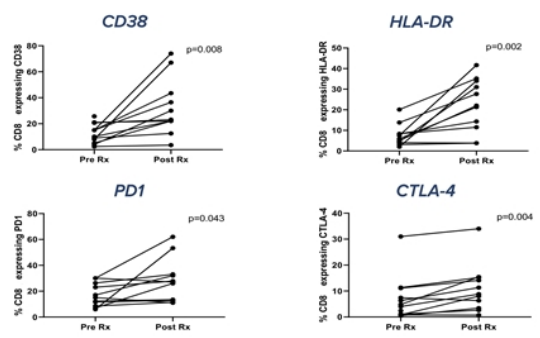 CD38
p=0.008
% CD8 expressing CD38
80
60
40
20
0
Pre Rx Post Rx
HLA-DR
p=0.002
% CD8 expressing HLA-DR
50
40
30
20
10
0
Pre Rx Post Rx
PD1
p=0.043
% CD8 expressing PD1
80
60
40
20
0
Pre Rx Post Rx
CTLA-4
p=0.004
% CD8 expressing CTLA-4
40
30
20
10
0
Pre Rx Post Rx